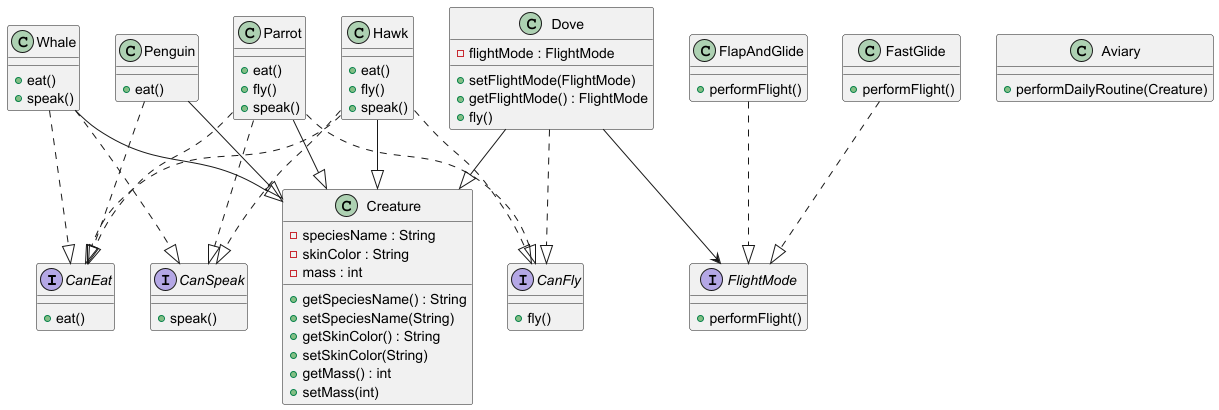 Whale
eat()
speak()
Penguin
eat()
Parrot
eat()
fly()
speak()
Hawk
eat()
fly()
speak()
Dove
flightMode : FlightMode
setFlightMode(FlightMode)
getFlightMode() : FlightMode
fly()
FlapAndGlide
performFlight()
FastGlide
performFlight()
Aviary
performDailyRoutine(Creature)
CanEat
eat()
CanSpeak
speak()
Creature
speciesName : String
skinColor : String
mass : int
getSpeciesName() : String
setSpeciesName(String)
getSkinColor() : String
setSkinColor(String)
getMass() : int
setMass(int)
CanFly
fly()
FlightMode
performFlight()